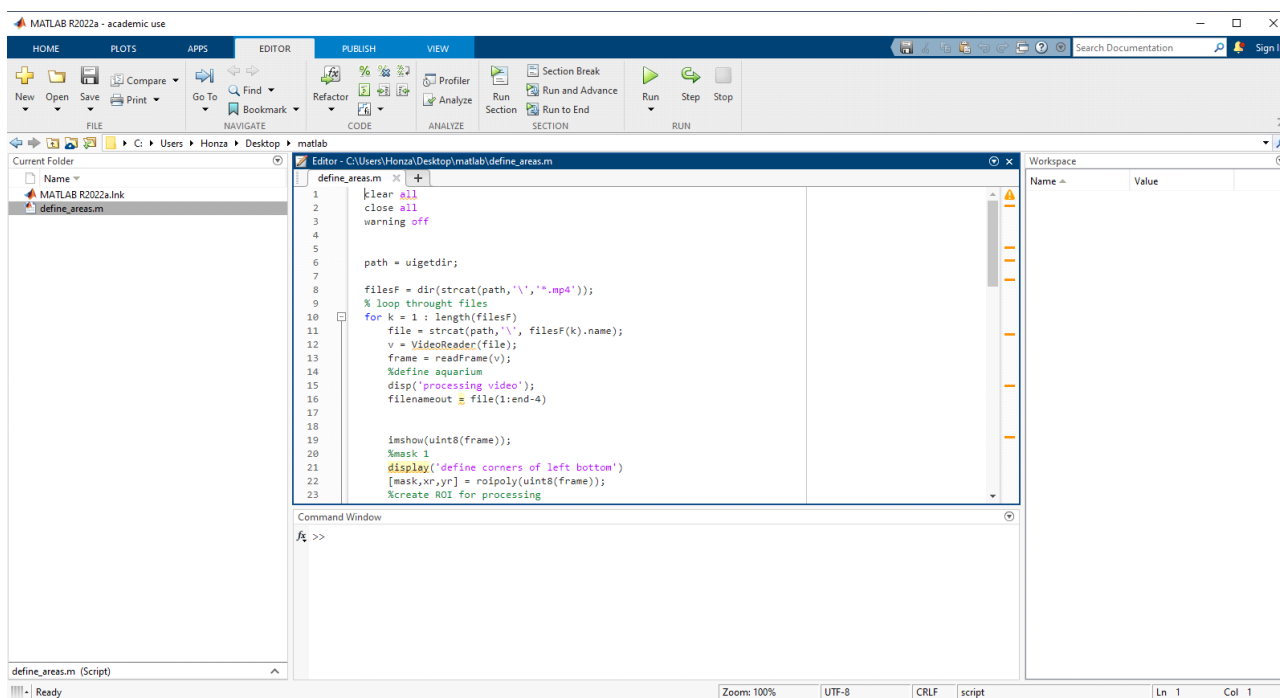 MATLAB R2022a - academic use
HOME PLOTS APPS EDITOR PUBLISH VIEW Search Documentation Sign I
New Open Save Compare Print
FILE
Go To Find Bookmark
NAVIGATE
Refactor
CODE
Profiler
Analyze
ANALYZE
Run Section
Section Break
Run and Advance
Run to End
SECTION
Run Step Stop
RUN
C: Users Honza Desktop matlab
Current Folder
Name
MATLAB R2022a.lnk
define_areas.m
Editor - C:\Users\Honza\Desktop\matlab\define_areas.m
define_areas.m × +
1 clear all
2 close all
3 warning off
4
5
6 path = uigetdir;
7
8 filesF = dir(strcat(path,'\','*.mp4'));
9 % loop throught files
10 for k = 1 : length(filesF)
11 file = strcat(path,'\', filesF(k).name);
12 v = VideoReader(file);
13 frame = readFrame(v);
14 %define aquarium
15 disp('processing video');
16 filenameout = file(1:end-4)
17
18
19 imshow(uint8(frame));
20 %mask 1
21 display('define corners of left bottom')
22 [mask,xr,yr] = roipoly(uint8(frame));
23 %create ROI for processing
Command Window
fx >>
Workspace
Name Value
define_areas.m (Script)
Ready
Zoom: 100% UTF-8 CRLF script Ln 1 Col 1